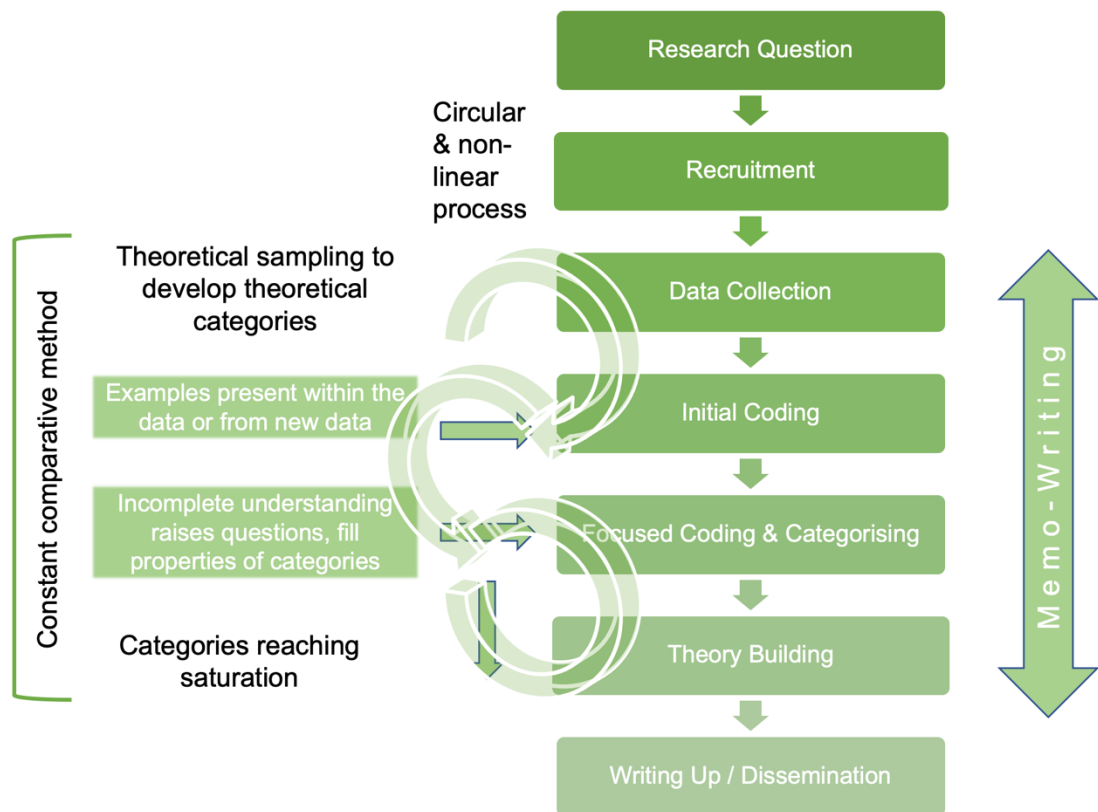 Research Question
Circular
& non-
linear
process
Recruitment
Constant comparative method
Theoretical sampling to
develop theoretical
categories
Data Collection
Examples present within the
data or from new data
Initial Coding
Incomplete understanding
raises questions, fill
properties of categories
Focused Coding & Categorising
Categories reaching
saturation
Theory Building
Memo-Writing
Writing Up / Dissemination